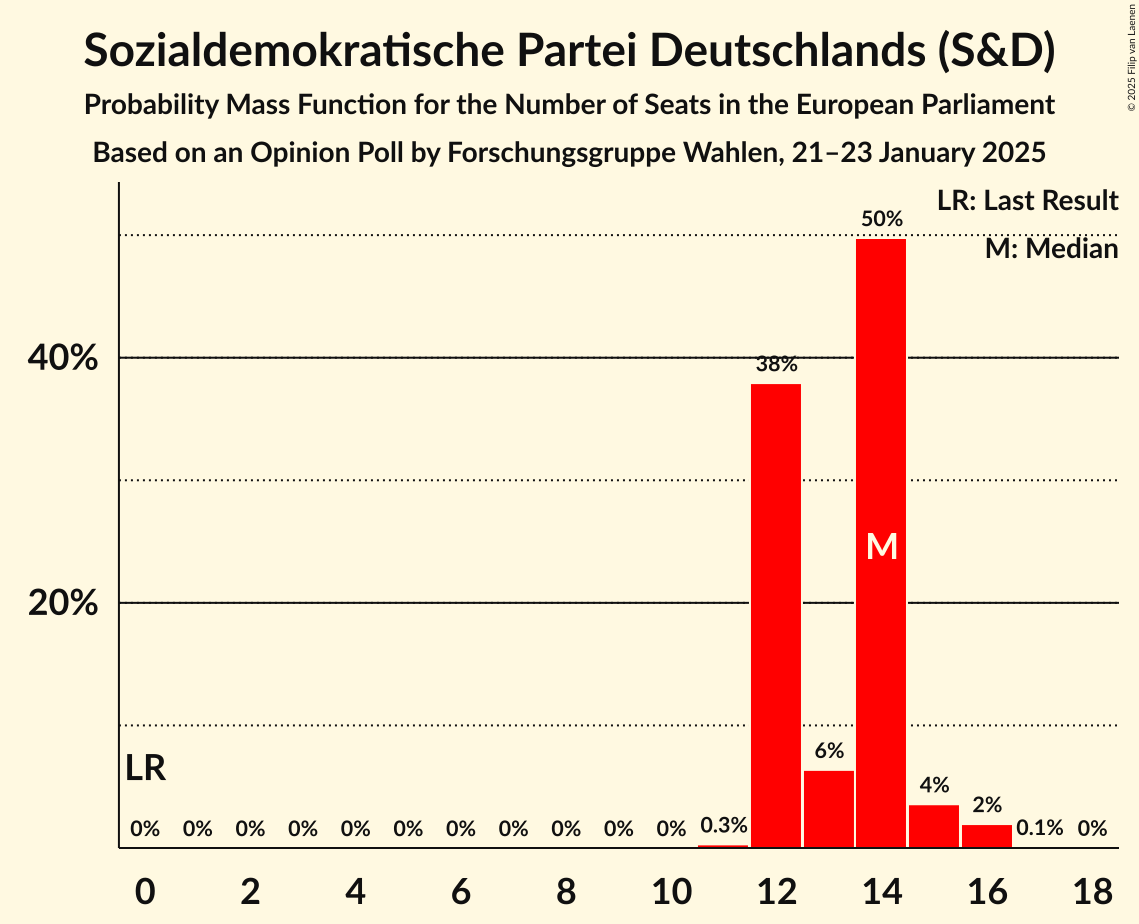 Sozialdemokratische Partei Deutschlands (S&D)
Probability Mass Function for the Number of Seats in the European Parliament
Based on an Opinion Poll by Forschungsgruppe Wahlen, 21–23 January 2025
© 2025 Filip van Laenen
LR: Last Result
M: Median
50%
40%
38%
M
20%
6%
LR
4%
2%
0% 0% 0% 0% 0% 0% 0% 0% 0% 0% 0% 0.3% 0.1% 0%
0 2 4 6 8 10 12 14 16 18